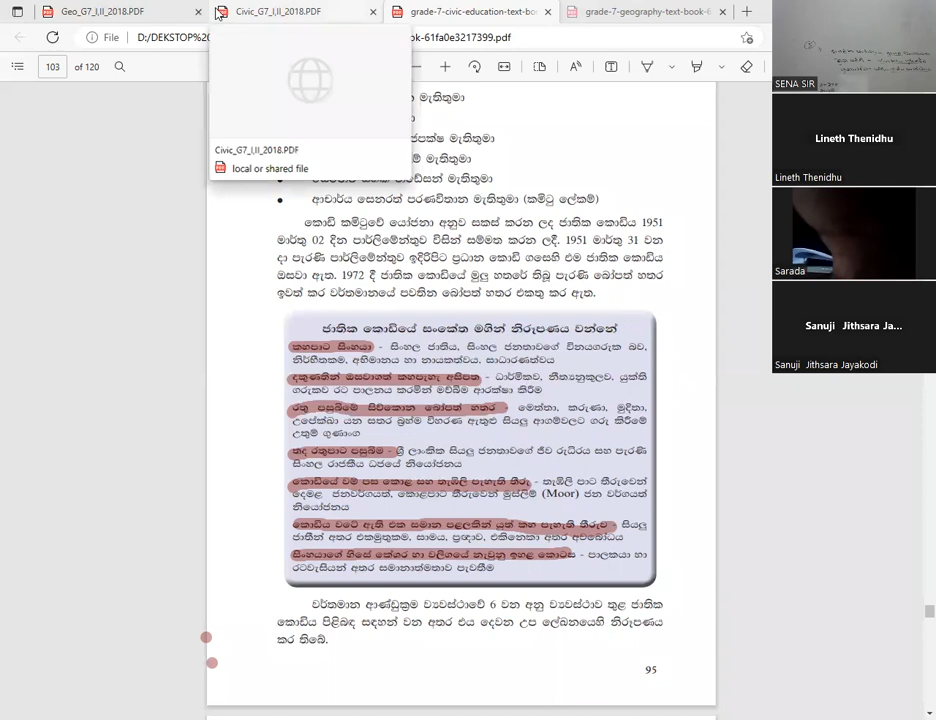 Geo_G7_I,II_2018.PDF
Civic_G7_I,II_2018.PDF
grade-7-civic-education-text-bo
grade-7-geography-text-book-6
File
D:/DEKSTOP%20
ok-61fa0e3217399.pdf
103 of 120
Civic_G7_I,II_2018.PDF
local or shared file
මැතිතුමා
මැතිතුමා
මැතිතුමා
මැතිතුමා
ආචාර්ය සෙනරත් පරණවිතාන මැතිතුමා (කමිටු ලේකම්)
කොඩි කමිටුවේ යෝජනා අනුව සකස් කරන ලද ජාතික කොඩිය 1951
මාර්තු 02 දින පාර්ලිමේන්තුව විසින් සම්මත කරන ලදී. 1951 මාර්තු 31 වන
දා පැරණි පාර්ලිමේන්තුව ඉදිරිපිට ප්‍රධාන කොඩි ගසෙහි එම ජාතික කොඩිය
ඔසවා ඇත. 1972 දී ජාතික කොඩියේ මුලු හතරේ තිබූ පැරණි බෝපත් හතර
ඉවත් කර වර්තමානයේ පවතින බෝපත් හතර එකතු කර ඇත.
ජාතික කොඩියේ සංකේත මගින් නිරූපණය වන්නේ
කහපාට සිංහයා - සිංහල ජාතිය, සිංහල ජනතාවගේ විනයගරුක බව,
නිර්භීතකම, අභිමානය හා නායකත්වය, සාධාරණත්වය
දකුණතින් ඔසවාගත් කහපැහැ අසිපත - ධාර්මිකව, නීත්‍යනුකූලව, යුක්ති
ගරුකව රට පාලනය කරමින් මව්බිම ආරක්ෂා කිරීම
රතු පසුබිමේ සිව්කොන බෝපත් හතර - මෙත්තා, කරුණා, මුදිතා,
උපේක්ඛා යන සතර බ්‍රහ්ම විහරණ ඇතුළු සියලු ආගම්වලට ගරු කිරීමේ
උතුම් ගුණාංග
තද රතුපාට පසුබිම - ශ්‍රී ලාංකික සියලු ජනතාවගේ ජීව රුධිරය සහ පැරණි
සිංහල රාජකීය ධජයේ නියෝජනය
කොඩියේ වම් පස කොළ සහ තැඹිලි පැහැති තීරු - තැඹිලි පාට තීරුවෙන්
දෙමළ ජනවර්ගයත්, කොළපාට තීරුවෙන් මුස්ලිම් (Moor) ජන වර්ගයත්
නියෝජනය
කොඩිය වටේ ඇති එක සමාන පළලකින් යුත් කහ පැහැති තීරුව - සියලු
ජාතීන් අතර එකමුතුකම, සාමය, ප්‍රඥාව, එකිනෙකා අතර අවබෝධය
සිංහයාගේ හිසේ කේශර හා වලිගයේ නැවුනු ඉහළ කොටස - පාලකයා හා
රටවැසියන් අතර සමානාත්මතාව පැවතීම
වර්තමාන ආණ්ඩුක්‍රම ව්‍යවස්ථාවේ 6 වන අනු ව්‍යවස්ථාව තුළ ජාතික
කොඩිය පිළිබඳ සඳහන් වන අතර එය දෙවන උප ලේඛනයෙහි නිරූපණය
කර තිබේ.
95
SENA SIR
Lineth Thenidhu
Lineth Thenidhu
Sarada
Sanuji Jithsara Ja...
Sanuji Jithsara Jayakodi